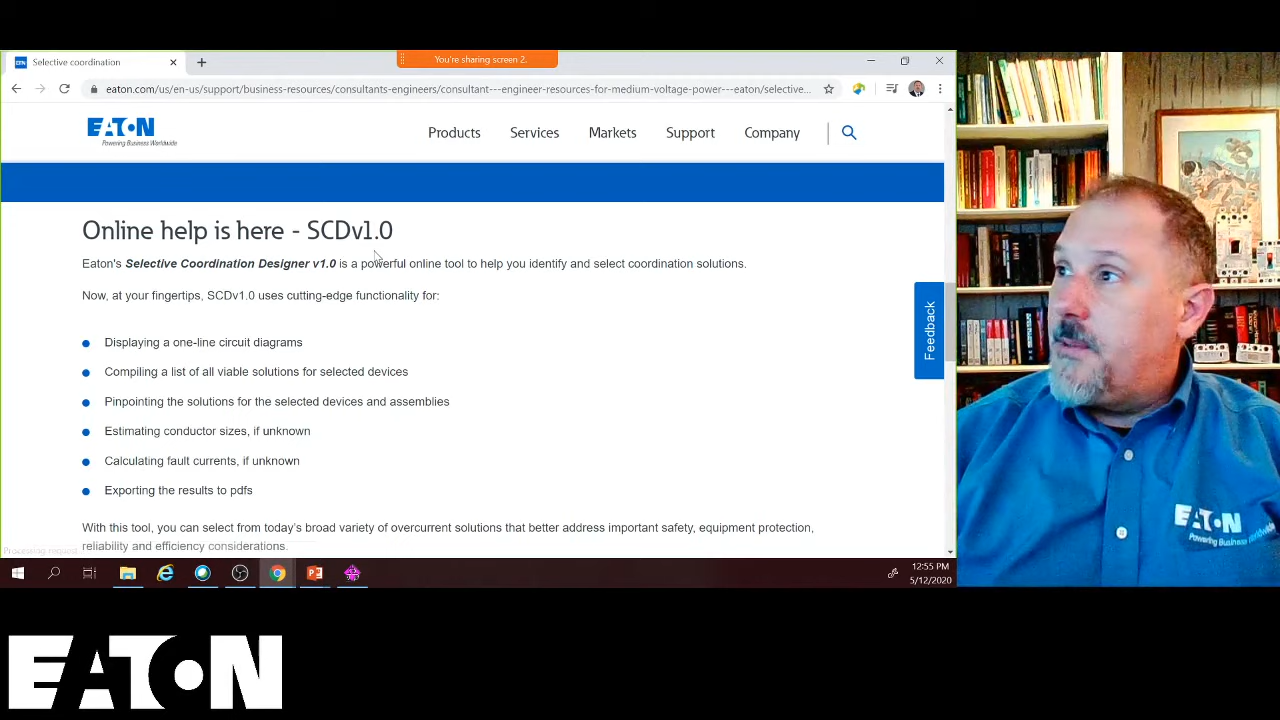 Selective coordination
You're sharing screen 2.
eaton.com/us/en-us/support/business-resources/consultants-engineers/consultant---engineer-resources-for-medium-voltage-power---eaton/selective...
EATON
Powering Business Worldwide
Products Services Markets Support Company
Online help is here - SCDv1.0
Eaton's Selective Coordination Designer v1.0 is a powerful online tool to help you identify and select coordination solutions.
Now, at your fingertips, SCDv1.0 uses cutting-edge functionality for:
Displaying a one-line circuit diagrams
Compiling a list of all viable solutions for selected devices
Pinpointing the solutions for the selected devices and assemblies
Estimating conductor sizes, if unknown
Calculating fault currents, if unknown
Exporting the results to pdfs
With this tool, you can select from today's broad variety of overcurrent solutions that better address important safety, equipment protection,
reliability and efficiency considerations.
Processing request
Feedback
12:55 PM
5/12/2020
EATON
Powering Business Worldwide
EATON